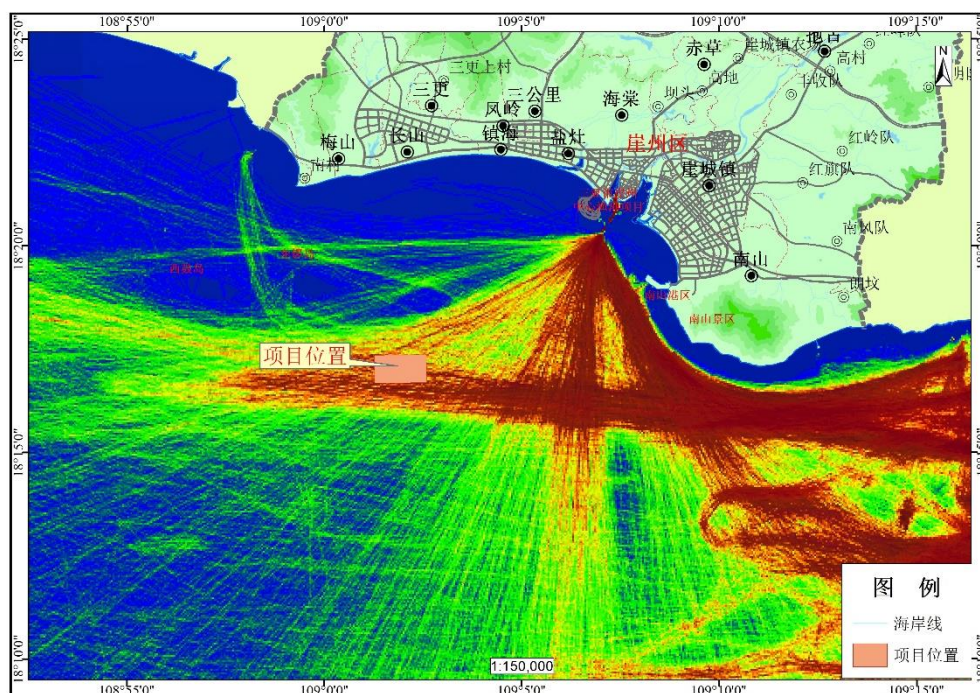 108°55'0" 109°0'0" 109°5'0" 109°10'0" 109°15'0"
18°25'0"
N
赤草
崖城镇农场
高村
高地
三更上村
三更
三公里
坝头
丰收队
凤岭
海棠
梅山
长山
镇海
盐灶
崖州区
红岭队
南村
崖城镇
红旗队
18°20'0"
南风队
西鼓岛
南山
朗坟
南山港区
南山景区
项目位置
18°15'0"
图 例
海岸线
项目位置
18°10'0"
1:150,000
108°55'0" 109°0'0" 109°5'0" 109°10'0" 109°15'0"